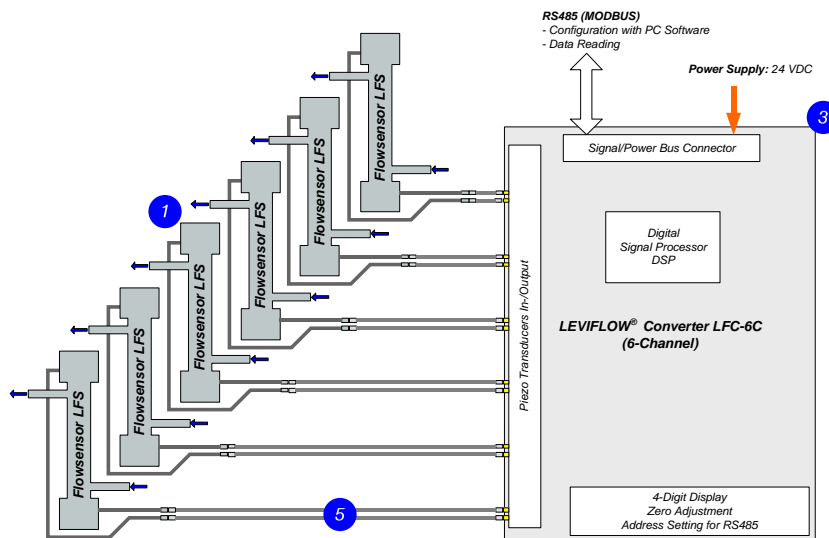 RS485 (MODBUS)
- Configuration with PC Software
- Data Reading
Power Supply: 24 VDC
3
Signal/Power Bus Connector
Flowsensor LFS
Flowsensor LFS
Flowsensor LFS
1
Flowsensor LFS
Flowsensor LFS
Flowsensor LFS
Piezo Transducers In-/Output
Digital
Signal Processor
DSP
LEVIFLOW® Converter LFC-6C
(6-Channel)
5
4-Digit Display
Zero Adjustment
Address Setting for RS485